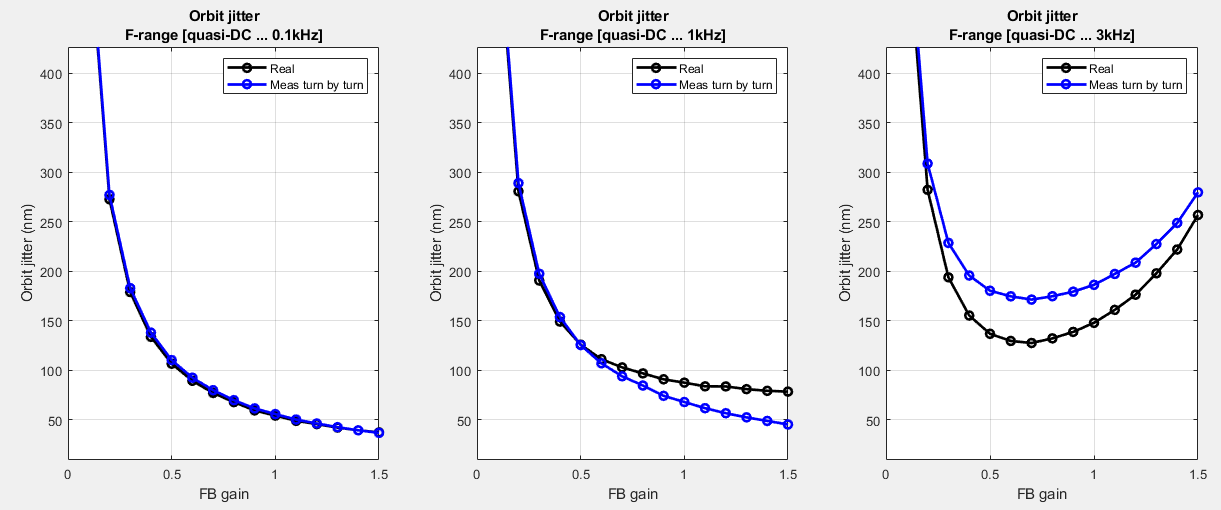 Orbit jitter
F-range [quasi-DC ... 0.1kHz]
Real
Meas turn by turn
Orbit jitter (nm)
400
350
300
250
200
150
100
50
0
0.5
1
1.5
FB gain
Orbit jitter
F-range [quasi-DC ... 1kHz]
Real
Meas turn by turn
Orbit jitter (nm)
400
350
300
250
200
150
100
50
0
0.5
1
1.5
FB gain
Orbit jitter
F-range [quasi-DC ... 3kHz]
Real
Meas turn by turn
Orbit jitter (nm)
400
350
300
250
200
150
100
50
0
0.5
1
1.5
FB gain